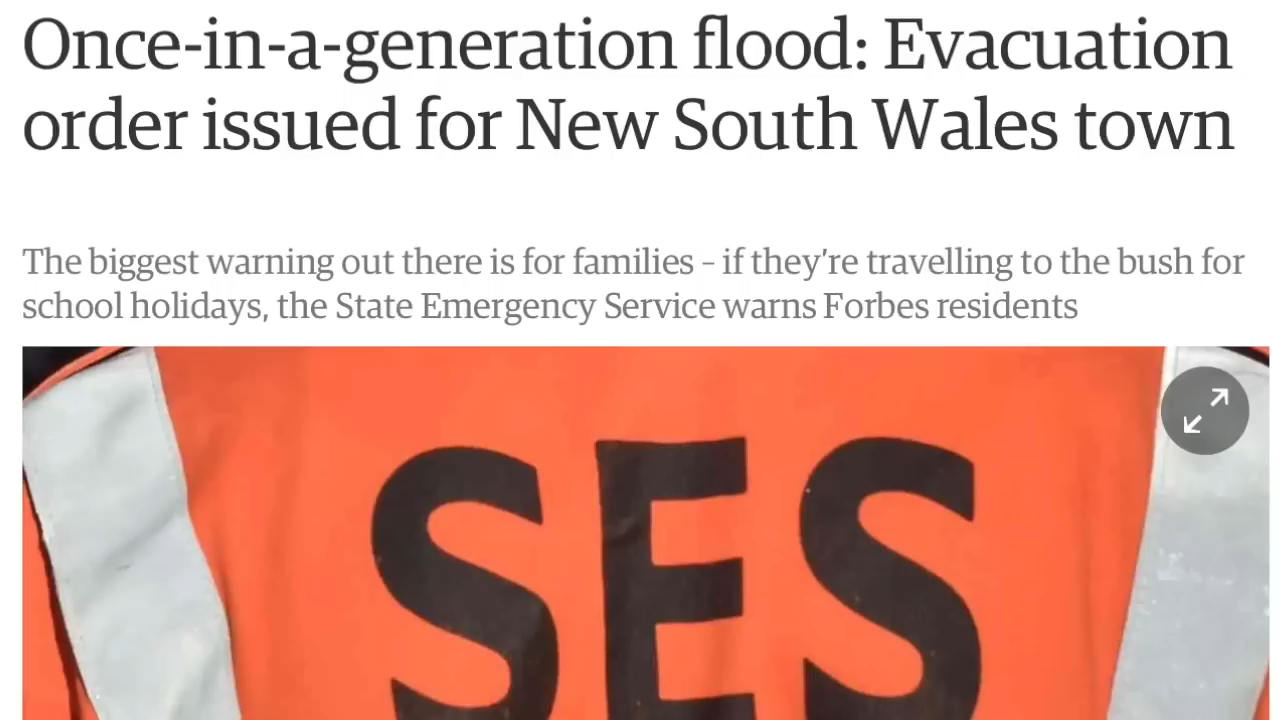 Once-in-a-generation flood: Evacuation
order issued for New South Wales town
The biggest warning out there is for families – if they're travelling to the bush for
school holidays, the State Emergency Service warns Forbes residents
SES